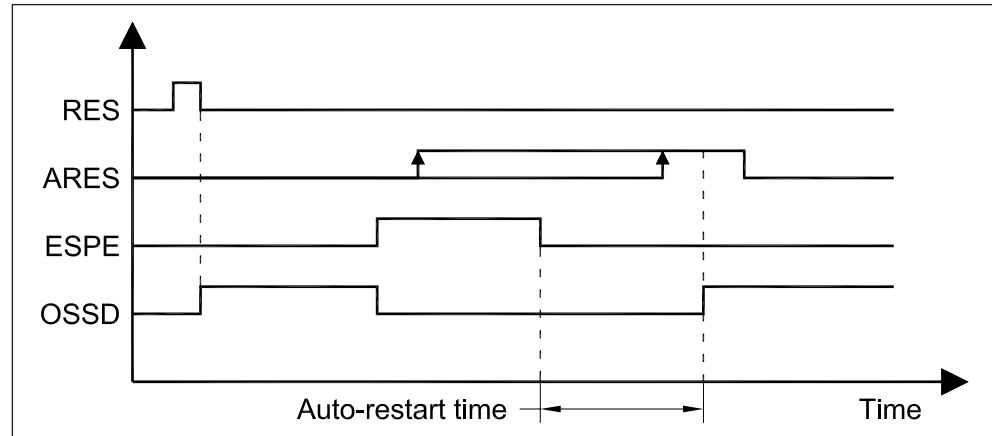 RES
ARES
ESPE
OSSD
Auto-restart time
Time